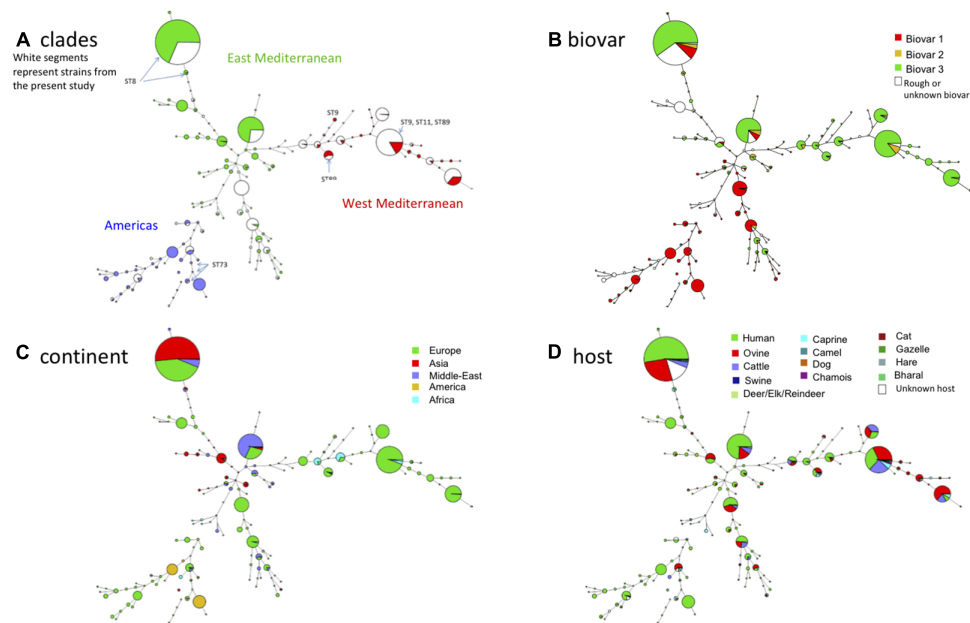 A clades
White segments
represent strains from
the present study
ST8
East Mediterranean
ST9
ST9, ST11, ST89
ST89
West Mediterranean
Americas
ST73
B biovar
Biovar 1
Biovar 2
Biovar 3
Rough or
unknown biovar
C continent
Europe
Asia
Middle-East
America
Africa
D host
Human
Ovine
Cattle
Swine
Deer/Elk/Reindeer
Caprine
Camel
Dog
Chamois
Cat
Gazelle
Hare
Bharal
Unknown host